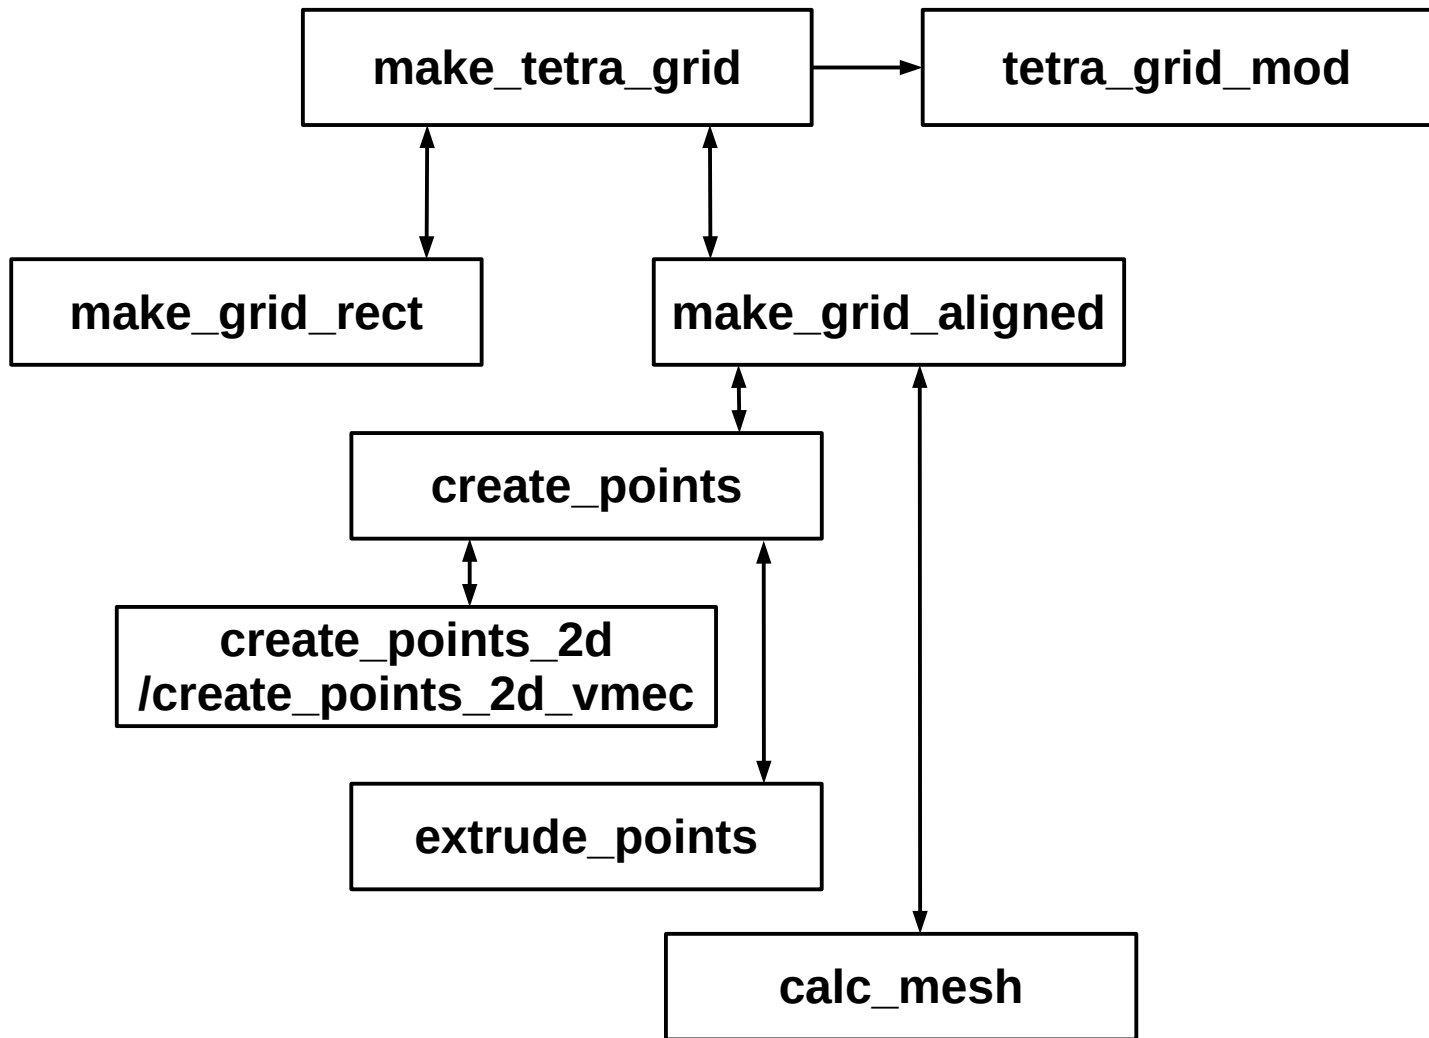 make_tetra_grid
tetra_grid_mod
make_grid_rect
make_grid_aligned
create_points
create_points_2d
/create_points_2d_vmec
extrude_points
calc_mesh